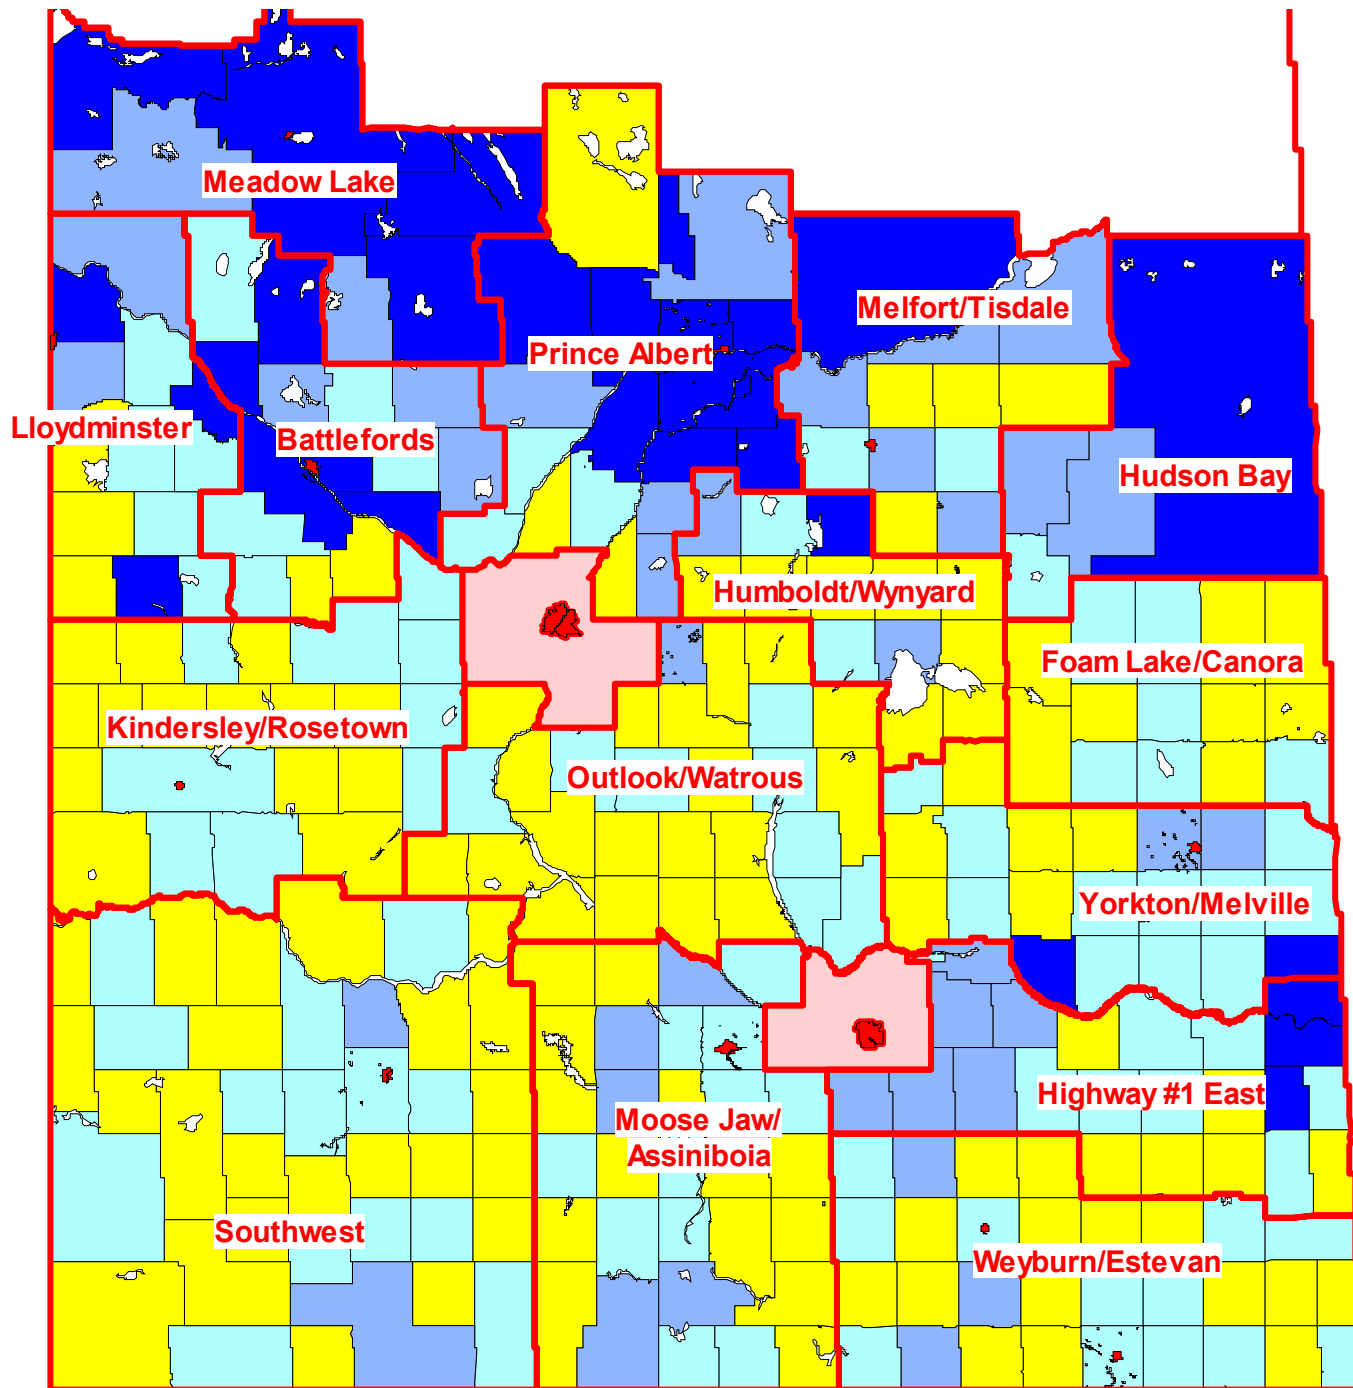 Meadow Lake
Melfort/Tisdale
Prince Albert
Lloydminster
Battlefords
Hudson Bay
Humboldt/Wynyard
Foam Lake/Canora
Kindersley/Rosetown
Outlook/Watrous
Yorkton/Melville
Highway #1 East
Moose Jaw/
Assiniboia
Southwest
Weyburn/Estevan